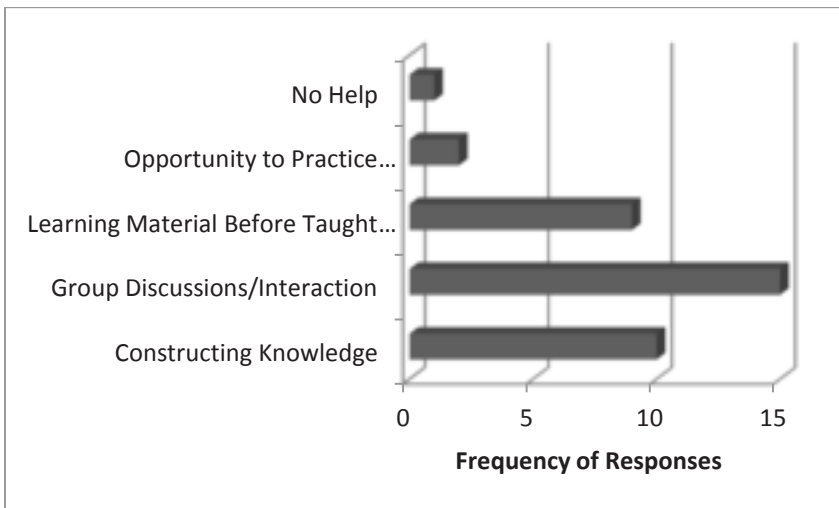 No Help
Opportunity to Practice...
Learning Material Before Taught...
Group Discussions/Interaction
Constructing Knowledge
0 5 10 15
Frequency of Responses